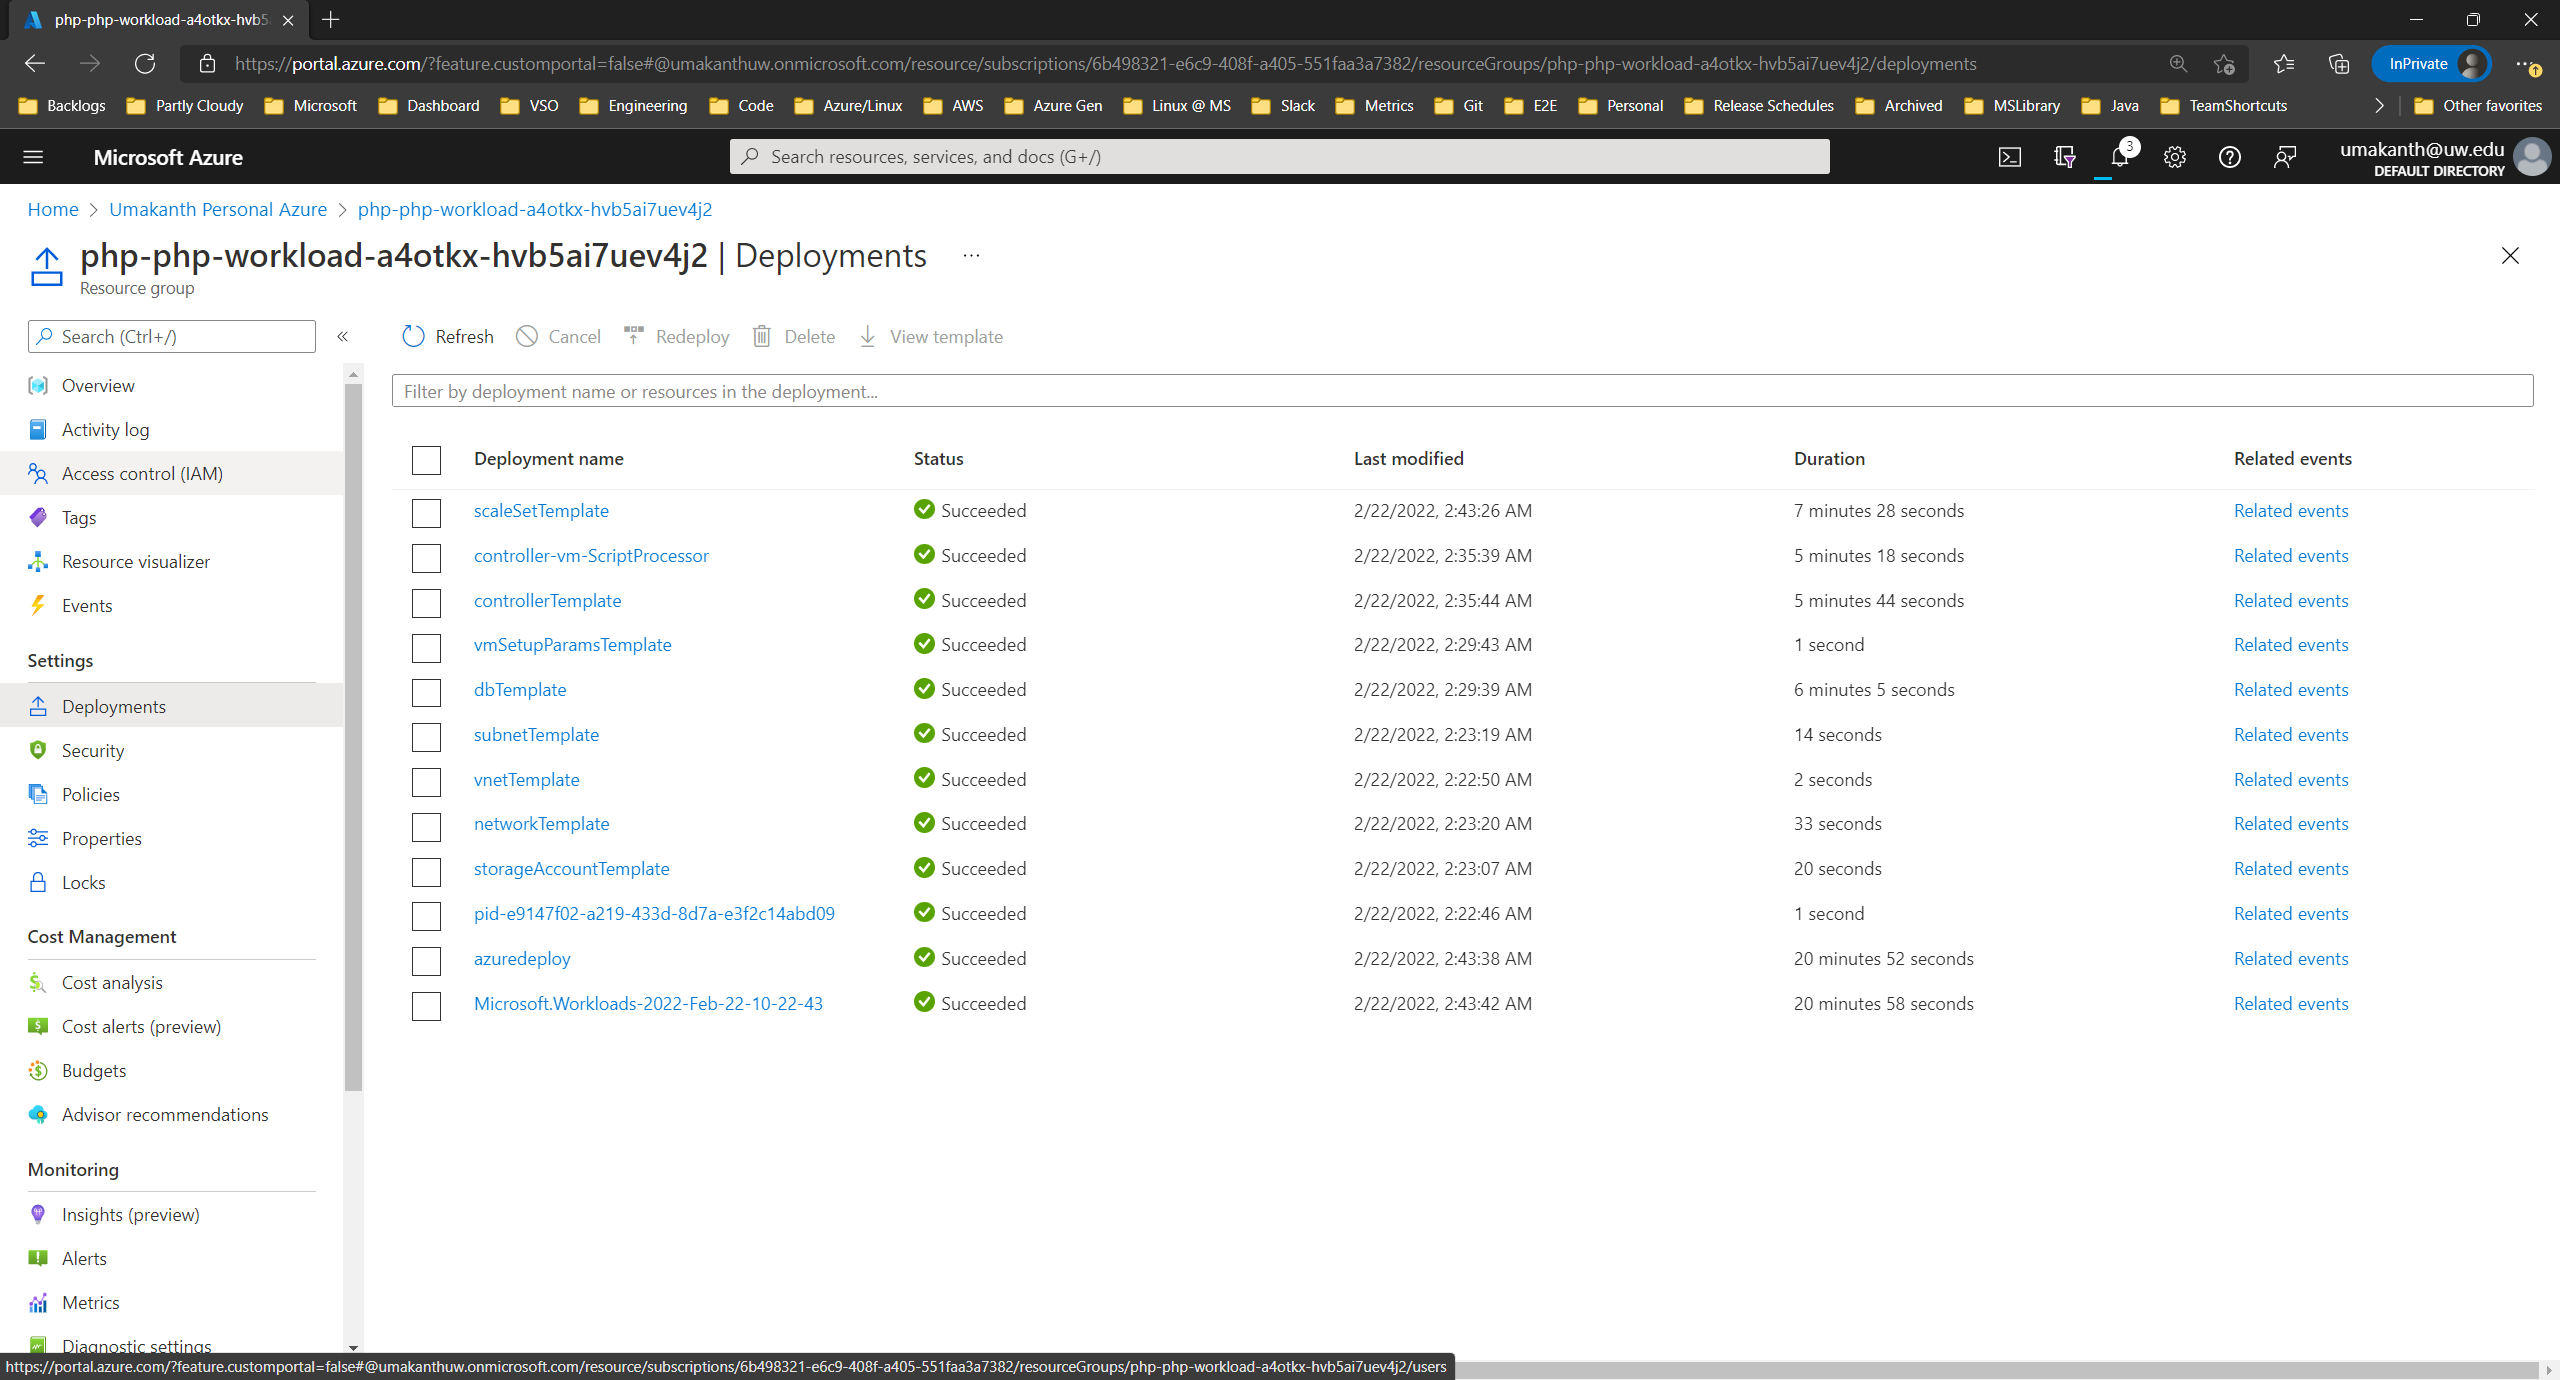 php-php-workload-a4otkx-hvb5
https://portal.azure.com/?feature.customportal=false#@umakanthuw.onmicrosoft.com/resource/subscriptions/6b498321-e6c9-408f-a405-551faa3a7382/resourceGroups/php-php-workload-a4otkx-hvb5ai7uev4j2/deployments
InPrivate
Backlogs Partly Cloudy Microsoft Dashboard VSO Engineering Code Azure/Linux AWS Azure Gen Linux @ MS Slack Metrics Git E2E Personal Release Schedules Archived MSLibrary Java TeamShortcuts Other favorites
Microsoft Azure
Search resources, services, and docs (G+/)
3
umakanth@uw.edu
DEFAULT DIRECTORY
Home > Umakanth Personal Azure > php-php-workload-a4otkx-hvb5ai7uev4j2
php-php-workload-a4otkx-hvb5ai7uev4j2 | Deployments ...
Resource group
Search (Ctrl+/)
«
Overview
Activity log
Access control (IAM)
Tags
Resource visualizer
Events
Settings
Deployments
Security
Policies
Properties
Locks
Cost Management
Cost analysis
Cost alerts (preview)
Budgets
Advisor recommendations
Monitoring
Insights (preview)
Alerts
Metrics
Diagnostic settings
Refresh Cancel Redeploy Delete View template
Filter by deployment name or resources in the deployment...
Deployment name Status Last modified Duration Related events
scaleSetTemplate Succeeded 2/22/2022, 2:43:26 AM 7 minutes 28 seconds Related events
controller-vm-ScriptProcessor Succeeded 2/22/2022, 2:35:39 AM 5 minutes 18 seconds Related events
controllerTemplate Succeeded 2/22/2022, 2:35:44 AM 5 minutes 44 seconds Related events
vmSetupParamsTemplate Succeeded 2/22/2022, 2:29:43 AM 1 second Related events
dbTemplate Succeeded 2/22/2022, 2:29:39 AM 6 minutes 5 seconds Related events
subnetTemplate Succeeded 2/22/2022, 2:23:19 AM 14 seconds Related events
vnetTemplate Succeeded 2/22/2022, 2:22:50 AM 2 seconds Related events
networkTemplate Succeeded 2/22/2022, 2:23:20 AM 33 seconds Related events
storageAccountTemplate Succeeded 2/22/2022, 2:23:07 AM 20 seconds Related events
pid-e9147f02-a219-433d-8d7a-e3f2c14abd09 Succeeded 2/22/2022, 2:22:46 AM 1 second Related events
azuredeploy Succeeded 2/22/2022, 2:43:38 AM 20 minutes 52 seconds Related events
Microsoft.Workloads-2022-Feb-22-10-22-43 Succeeded 2/22/2022, 2:43:42 AM 20 minutes 58 seconds Related events
https://portal.azure.com/?feature.customportal=false#@umakanthuw.onmicrosoft.com/resource/subscriptions/6b498321-e6c9-408f-a405-551faa3a7382/resourceGroups/php-php-workload-a4otkx-hvb5ai7uev4j2/users